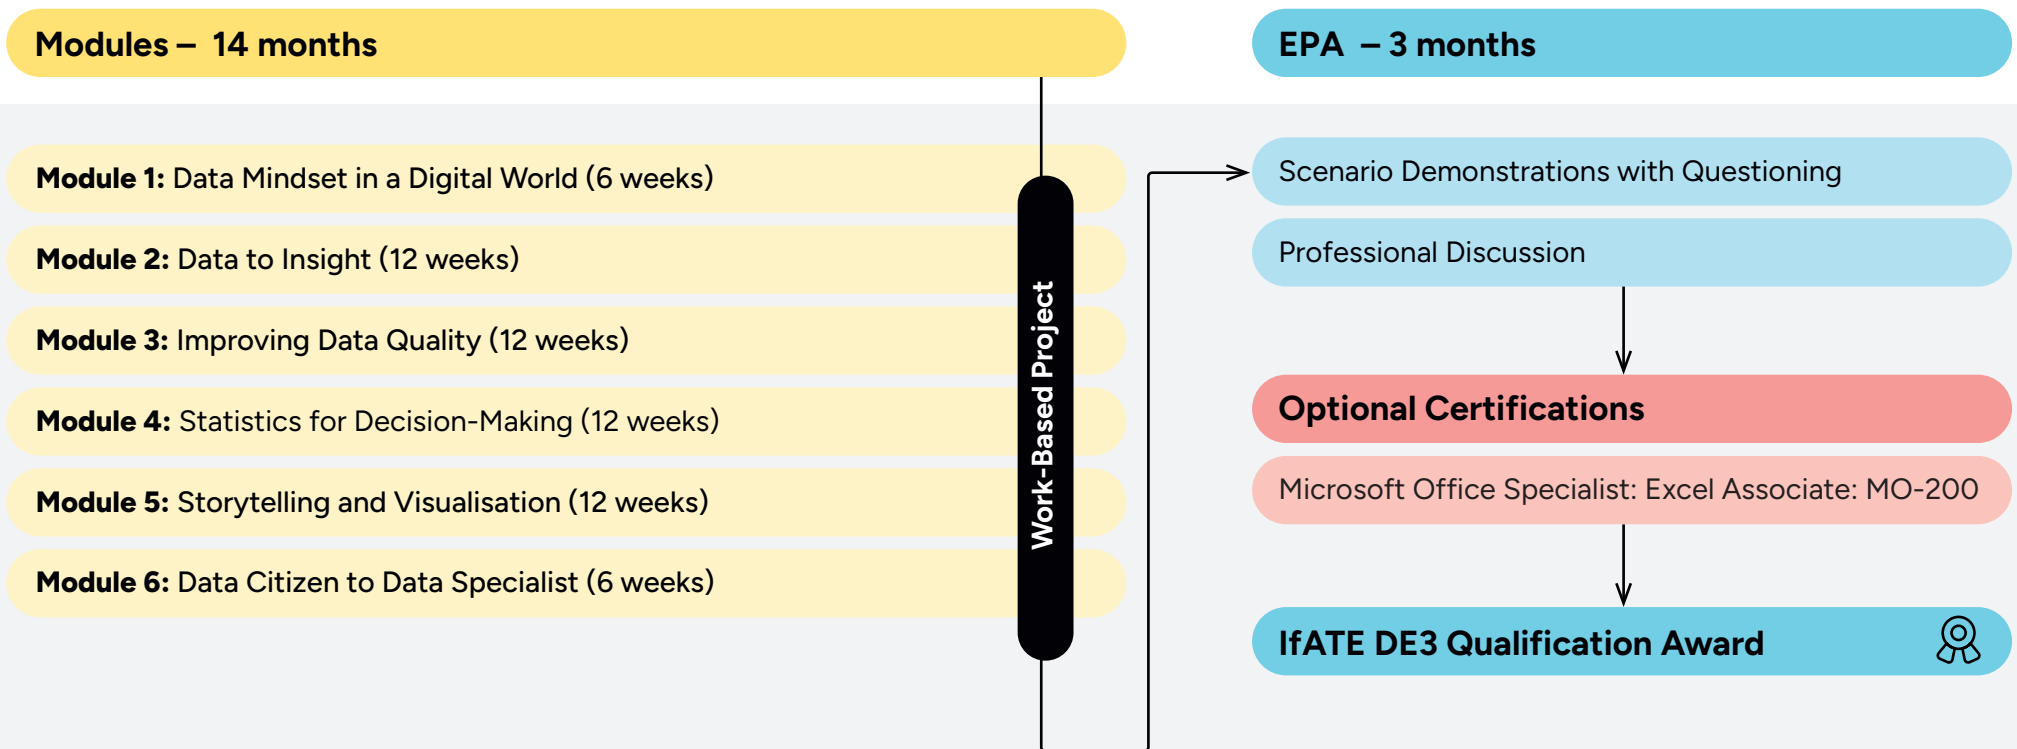 Modules – 14 months
Module 1: Data Mindset in a Digital World (6 weeks)
Module 2: Data to Insight (12 weeks)
Module 3: Improving Data Quality (12 weeks)
Module 4: Statistics for Decision-Making (12 weeks)
Module 5: Storytelling and Visualisation (12 weeks)
Module 6: Data Citizen to Data Specialist (6 weeks)
Work-Based Project
EPA – 3 months
Scenario Demonstrations with Questioning
Professional Discussion
Optional Certifications
Microsoft Office Specialist: Excel Associate: MO-200
IfATE DE3 Qualification Award